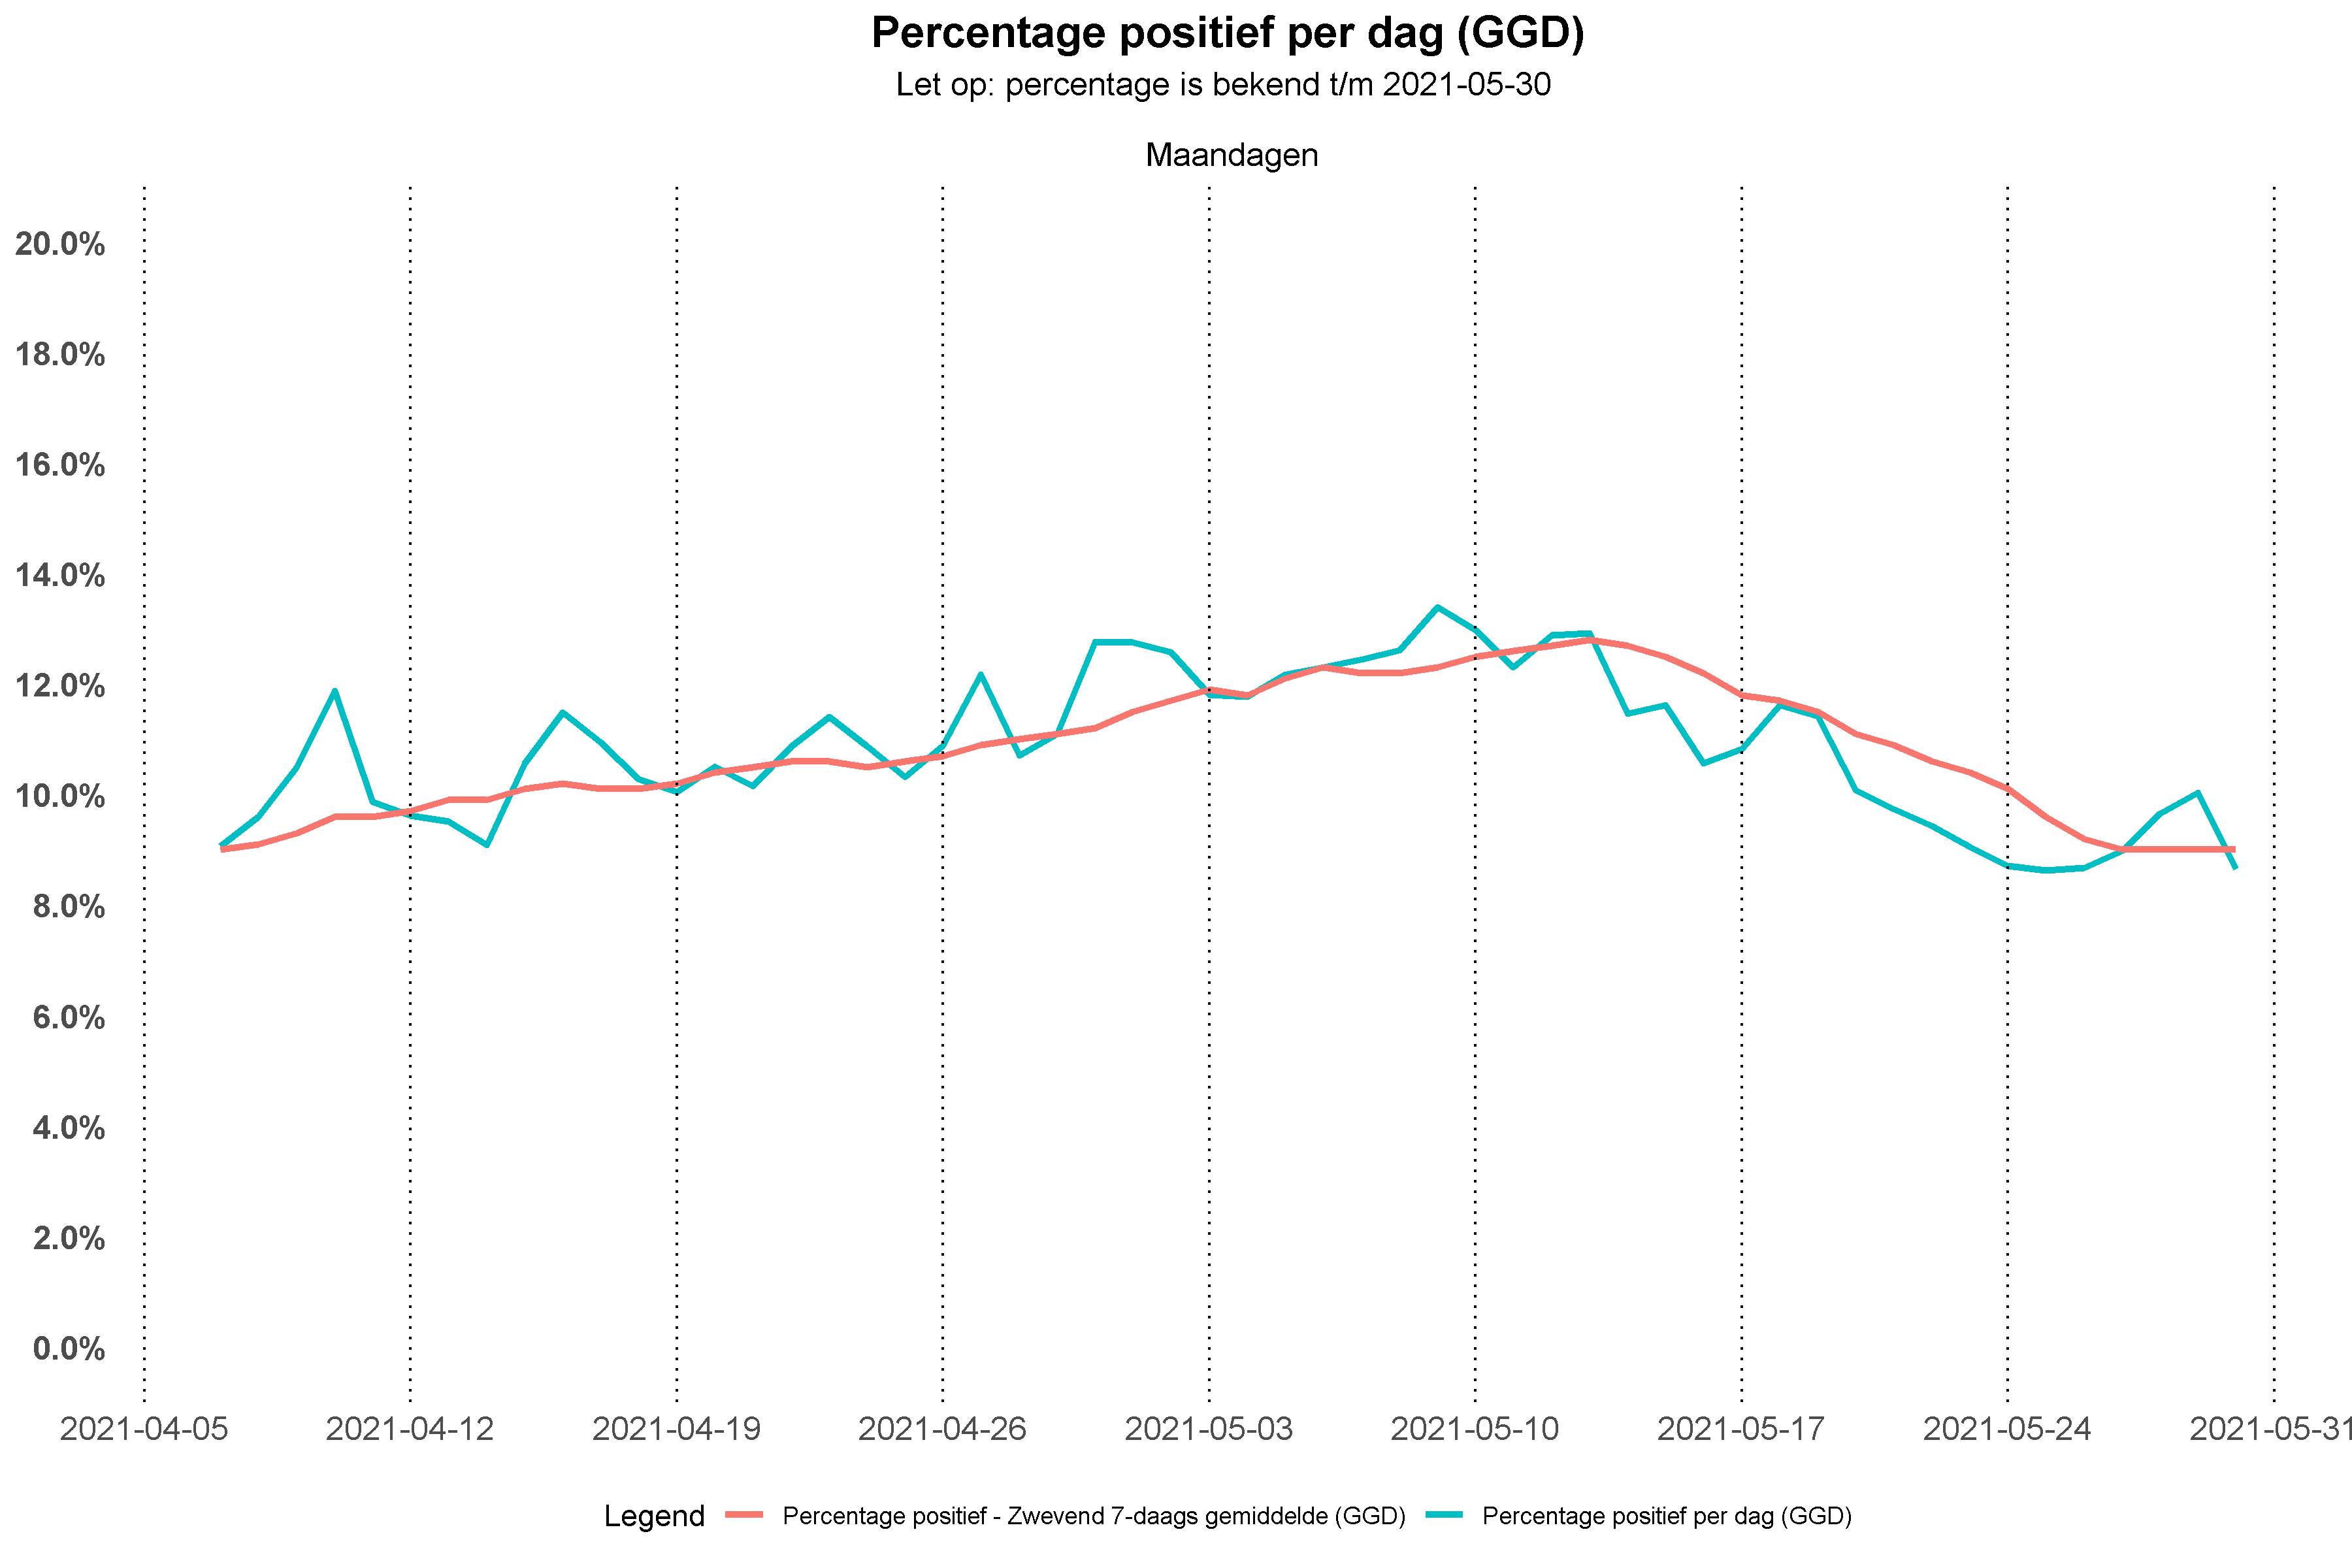 Percentage positief per dag (GGD)
Let op: percentage is bekend t/m 2021-05-30
Maandagen
20.0%
18.0%
16.0%
14.0%
12.0%
10.0%
8.0%
6.0%
4.0%
2.0%
0.0%
2021-04-05 2021-04-12 2021-04-19 2021-04-26 2021-05-03 2021-05-10 2021-05-17 2021-05-24 2021-05-31
Legend Percentage positief - Zwevend 7-daags gemiddelde (GGD) Percentage positief per dag (GGD)